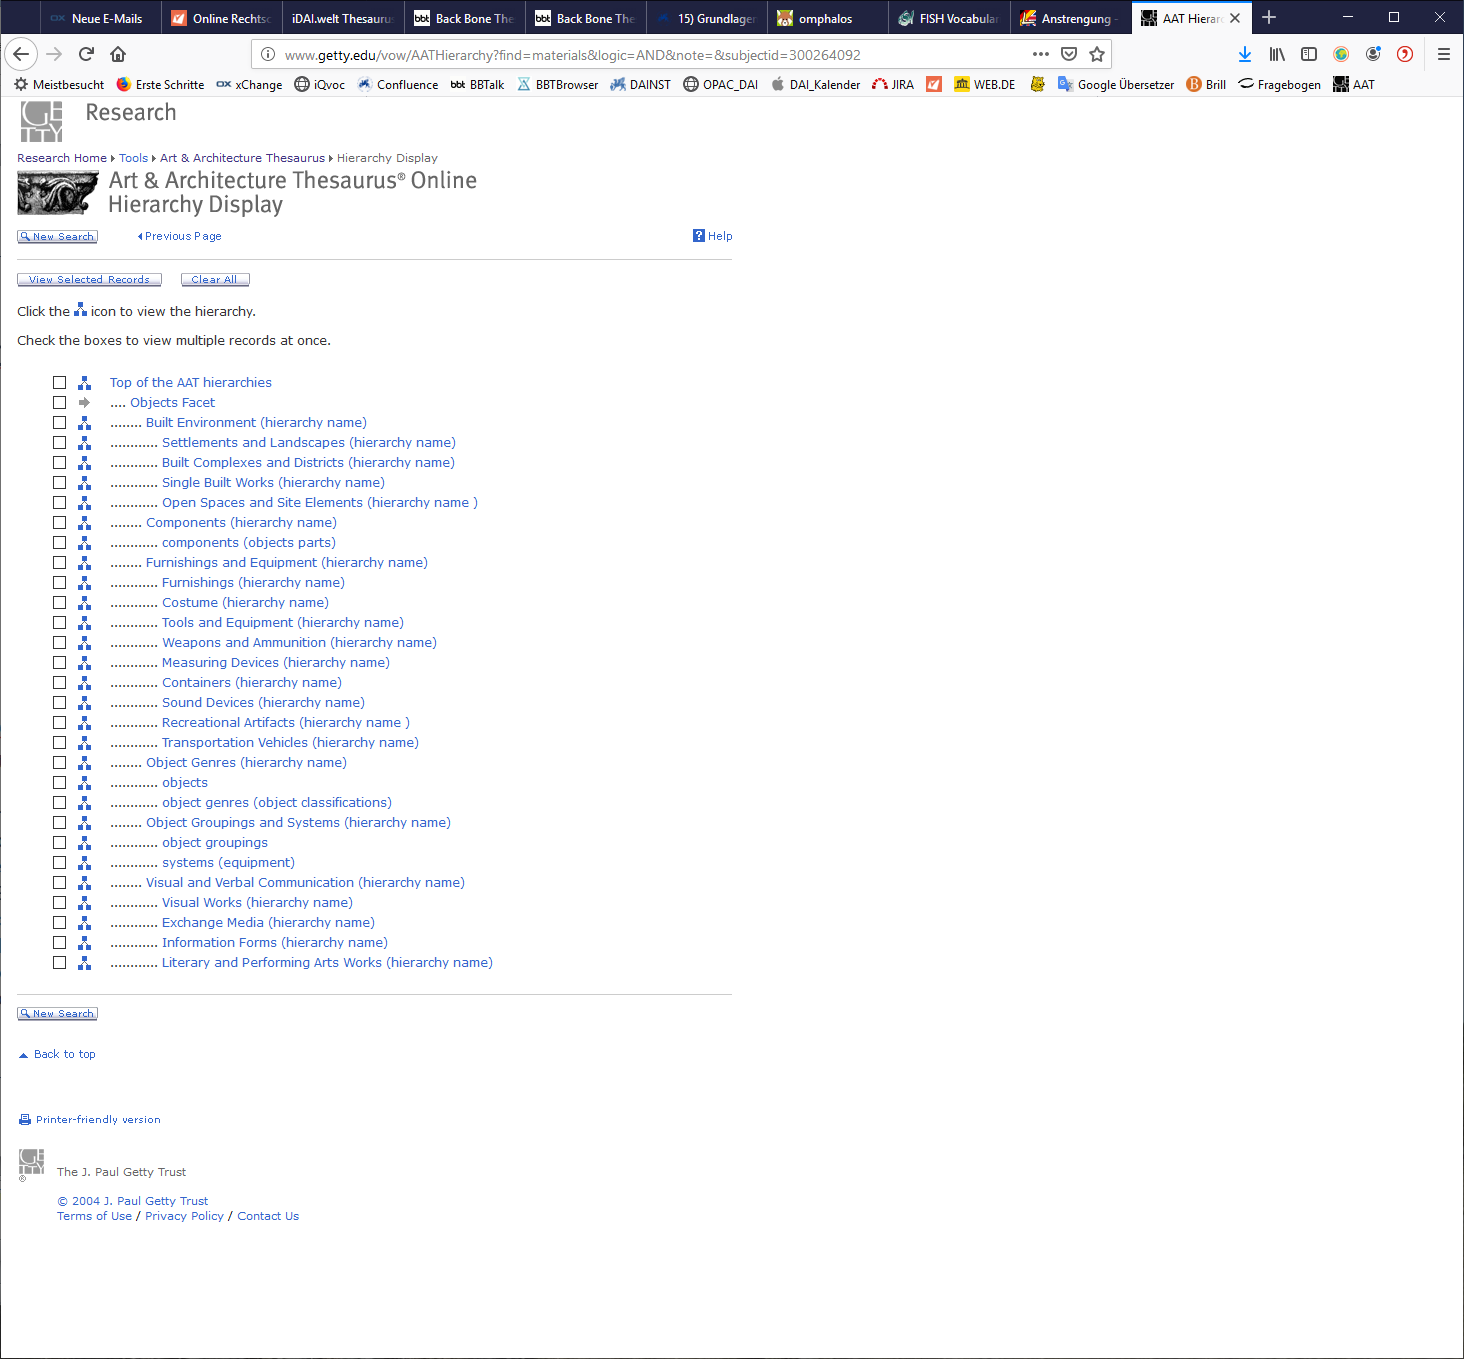 Neue E-Mails
Online Rechtsc
iDAI.welt Thesaurus
bbt Back Bone The
bbt Back Bone The
15) Grundlagen
omphalos
FISH Vocabular
Anstrengung -
AAT Hierarc
www.getty.edu/vow/AATHierarchy?find=materials&logic=AND&note=&subjectid=300264092
Meistbesucht Erste Schritte xChange iQvoc Confluence bbt BBTalk BBTBrowser DAINST OPAC_DAI DAI_Kalender JIRA WEB.DE Google Übersetzer Brill Fragebogen AAT
GETTY
Research
Research Home Tools Art & Architecture Thesaurus Hierarchy Display
Art & Architecture Thesaurus® Online
Hierarchy Display
New Search Previous Page ? Help
View Selected Records Clear All
Click the icon to view the hierarchy.
Check the boxes to view multiple records at once.
Top of the AAT hierarchies
.... Objects Facet
........ Built Environment (hierarchy name)
............ Settlements and Landscapes (hierarchy name)
............ Built Complexes and Districts (hierarchy name)
............ Single Built Works (hierarchy name)
............ Open Spaces and Site Elements (hierarchy name )
........ Components (hierarchy name)
............ components (objects parts)
........ Furnishings and Equipment (hierarchy name)
............ Furnishings (hierarchy name)
............ Costume (hierarchy name)
............ Tools and Equipment (hierarchy name)
............ Weapons and Ammunition (hierarchy name)
............ Measuring Devices (hierarchy name)
............ Containers (hierarchy name)
............ Sound Devices (hierarchy name)
............ Recreational Artifacts (hierarchy name )
............ Transportation Vehicles (hierarchy name)
........ Object Genres (hierarchy name)
............ objects
............ object genres (object classifications)
........ Object Groupings and Systems (hierarchy name)
............ object groupings
............ systems (equipment)
........ Visual and Verbal Communication (hierarchy name)
............ Visual Works (hierarchy name)
............ Exchange Media (hierarchy name)
............ Information Forms (hierarchy name)
............ Literary and Performing Arts Works (hierarchy name)
New Search
Back to top
Printer-friendly version
GETTY
®
The J. Paul Getty Trust
© 2004 J. Paul Getty Trust
Terms of Use / Privacy Policy / Contact Us